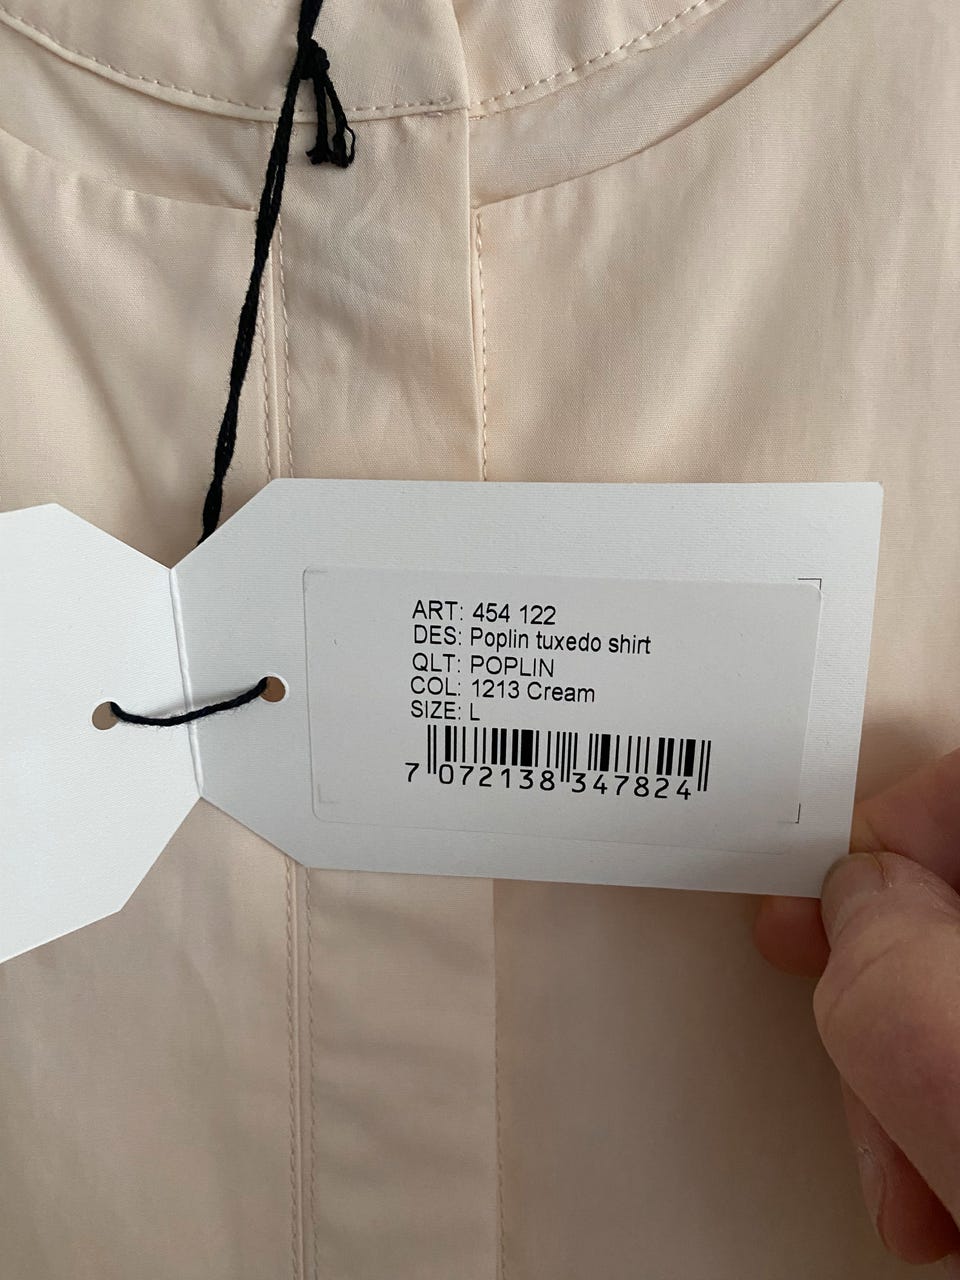 ART: 454 122
DES: Poplin tuxedo shirt
QLT: POPLIN
COL: 1213 Cream
SIZE: L
7 072138 347824